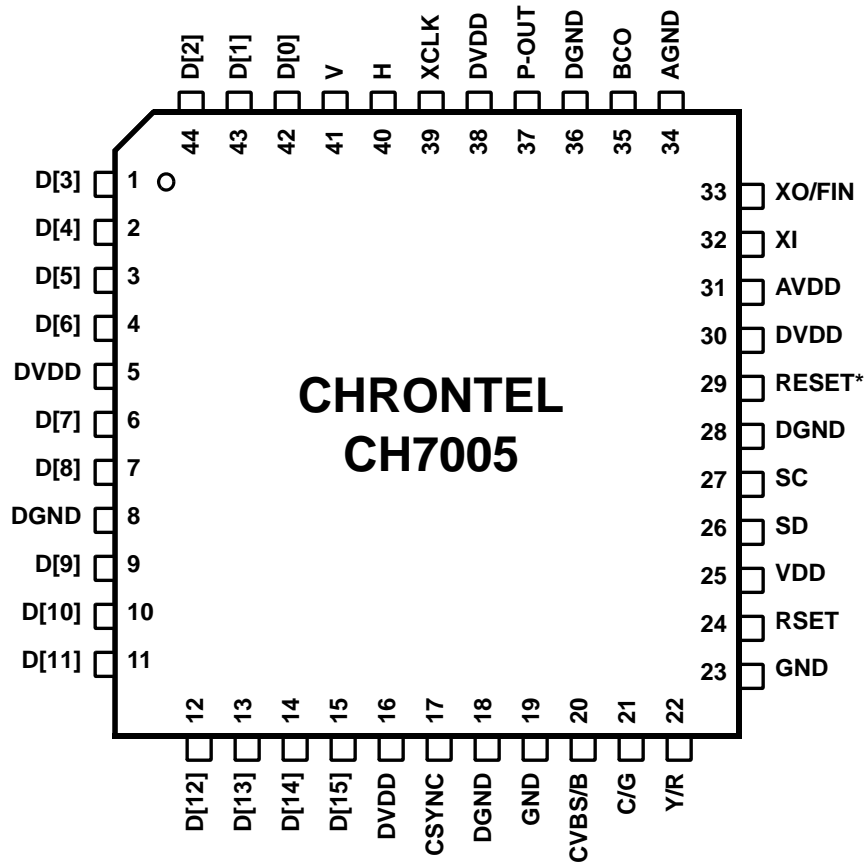 D[2] D[1] D[0] V H XCLK DVDD P-OUT DGND BCO AGND
44 43 42 41 40 39 38 37 36 35 34
D[3] 1
D[4] 2
D[5] 3
D[6] 4
DVDD 5
D[7] 6
D[8] 7
DGND 8
D[9] 9
D[10] 10
D[11] 11
CHRONTEL
CH7005
33 XO/FIN
32 XI
31 AVDD
30 DVDD
29 RESET*
28 DGND
27 SC
26 SD
25 VDD
24 RSET
23 GND
12 13 14 15 16 17 18 19 20 21 22
D[12] D[13] D[14] D[15] DVDD CSYNC DGND GND CVBS/B C/G Y/R